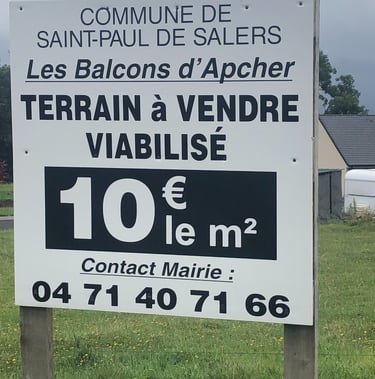 COMMUNE DE
SAINT-PAUL DE SALERS
Les Balcons d'Apcher
TERRAIN à VENDRE
VIABILISÉ
10 € le m²
Contact Mairie :
04 71 40 71 66